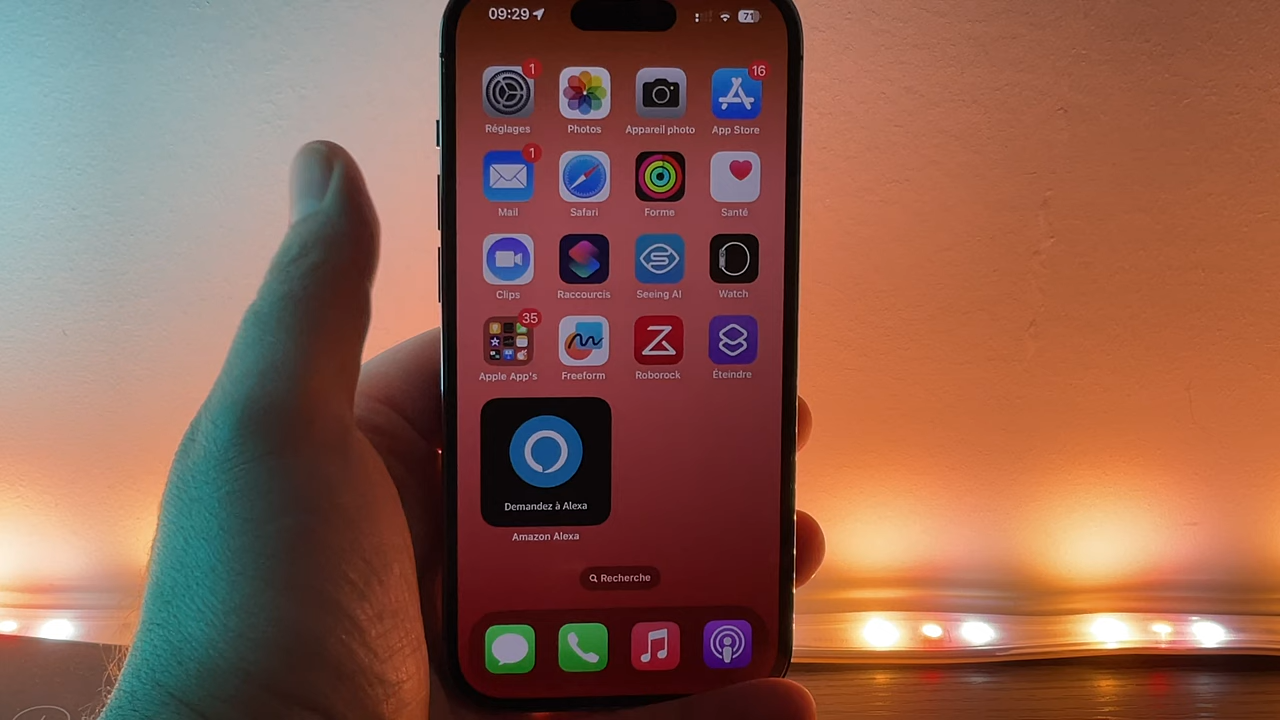 09:29
71
1
16
Réglages Photos Appareil photo App Store
1
Mail Safari Forme Santé
Clips Raccourcis Seeing AI Watch
35
Apple App's Freeform Roborock Éteindre
Demandez à Alexa
Amazon Alexa
Recherche